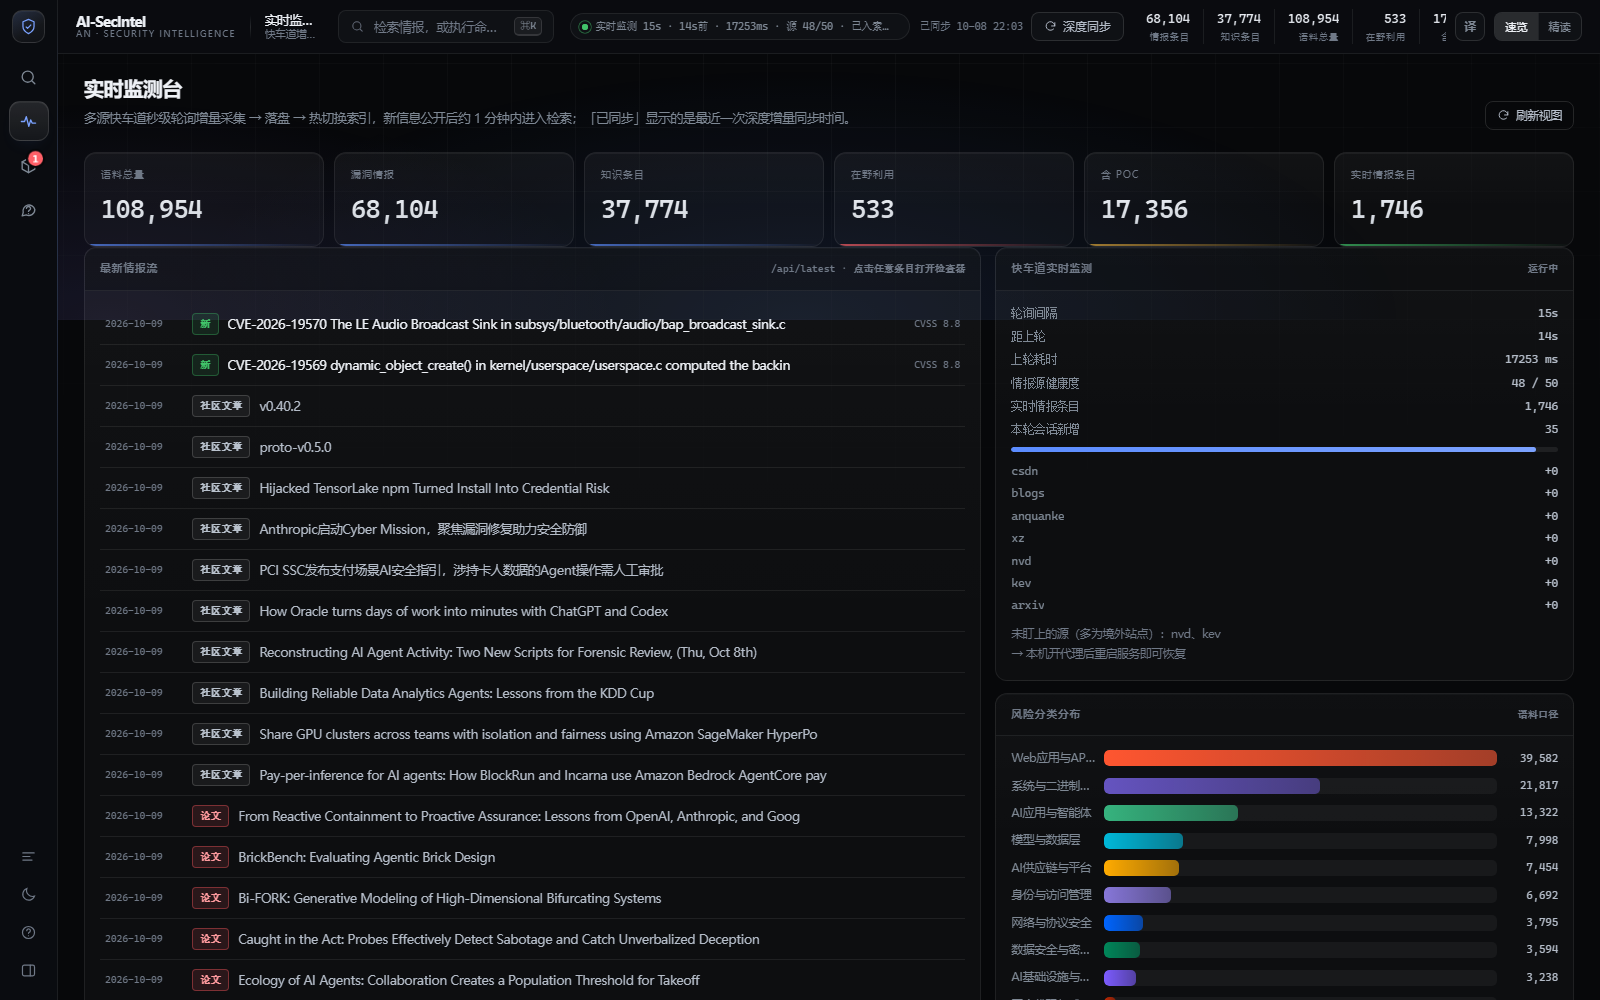 AI-SecIntel
AN · SECURITY INTELLIGENCE
实时监...
快车道增...
检索情报，或执行命...
⌘K
实时监测 15s · 14s前 · 17253ms · 源 48/50 · 已入索...
已同步 10-08 22:03
深度同步
68,104
情报条目
37,774
知识条目
108,954
语料总量
533
在野利用
17
译
速览
精读
1
实时监测台
多源快车道秒级轮询增量采集 → 落盘 → 热切换索引，新信息公开后约 1 分钟内进入检索；「已同步」显示的是最近一次深度增量同步时间。
刷新视图
语料总量
108,954
漏洞情报
68,104
知识条目
37,774
在野利用
533
含 POC
17,356
实时情报条目
1,746
最新情报流
/api/latest · 点击任意条目打开检查器
2026-10-09 新 CVE-2026-19570 The LE Audio Broadcast Sink in subsys/bluetooth/audio/bap_broadcast_sink.c CVSS 8.8
2026-10-09 新 CVE-2026-19569 dynamic_object_create() in kernel/userspace/userspace.c computed the backin CVSS 8.8
2026-10-09 社区文章 v0.40.2
2026-10-09 社区文章 proto-v0.5.0
2026-10-09 社区文章 Hijacked TensorLake npm Turned Install Into Credential Risk
2026-10-09 社区文章 Anthropic启动Cyber Mission，聚焦漏洞修复助力安全防御
2026-10-09 社区文章 PCI SSC发布支付场景AI安全指引，涉持卡人数据的Agent操作需人工审批
2026-10-09 社区文章 How Oracle turns days of work into minutes with ChatGPT and Codex
2026-10-09 社区文章 Reconstructing AI Agent Activity: Two New Scripts for Forensic Review, (Thu, Oct 8th)
2026-10-09 社区文章 Building Reliable Data Analytics Agents: Lessons from the KDD Cup
2026-10-09 社区文章 Share GPU clusters across teams with isolation and fairness using Amazon SageMaker HyperPo
2026-10-09 社区文章 Pay-per-inference for AI agents: How BlockRun and Incarna use Amazon Bedrock AgentCore pay
2026-10-09 论文 From Reactive Containment to Proactive Assurance: Lessons from OpenAI, Anthropic, and Goog
2026-10-09 论文 BrickBench: Evaluating Agentic Brick Design
2026-10-09 论文 Bi-FORK: Generative Modeling of High-Dimensional Bifurcating Systems
2026-10-09 论文 Caught in the Act: Probes Effectively Detect Sabotage and Catch Unverbalized Deception
2026-10-09 论文 Ecology of AI Agents: Collaboration Creates a Population Threshold for Takeoff
快车道实时监测
运行中
轮询间隔 15s
距上轮 14s
上轮耗时 17253 ms
情报源健康度 48 / 50
实时情报条目 1,746
本轮会话新增 35
csdn +0
blogs +0
anquanke +0
xz +0
nvd +0
kev +0
arxiv +0
未盯上的源（多为境外站点）：nvd、kev
→ 本机开代理后重启服务即可恢复
风险分类分布
语料口径
Web应用与AP... 39,582
系统与二进制... 21,817
AI应用与智能体 13,322
模型与数据层 7,998
AI供应链与平台 7,454
身份与访问管理 6,692
网络与协议安全 3,795
数据安全与密... 3,594
AI基础设施与... 3,238